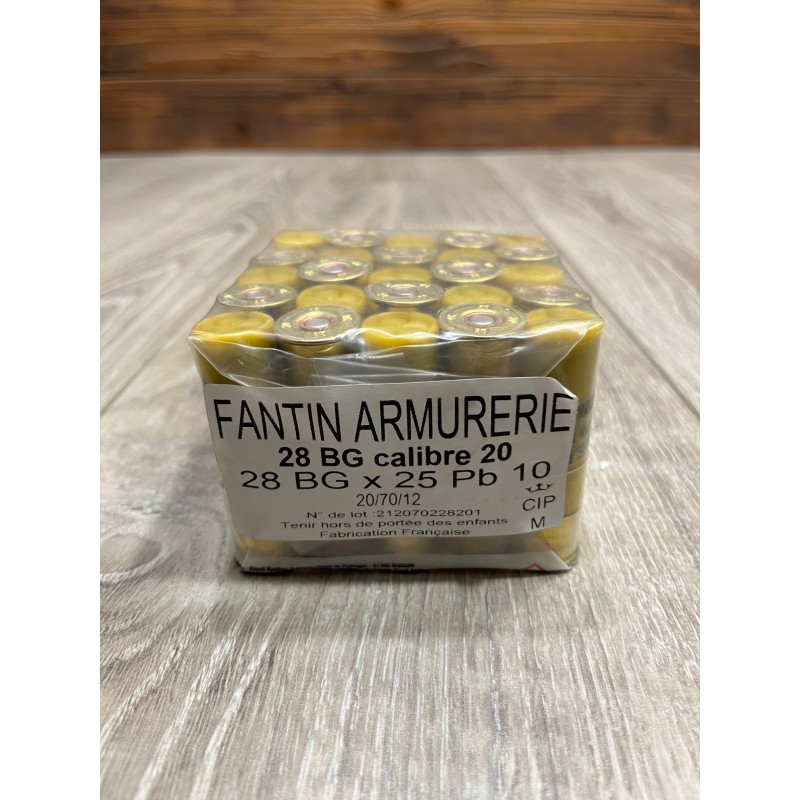 FANTIN ARMURERIE
28 BG calibre 20
28 BG x 25 Pb 10
20/70/12
CIP
M
N° de lot :212070228201
Tenir hors de portée des enfants
Fabrication Française